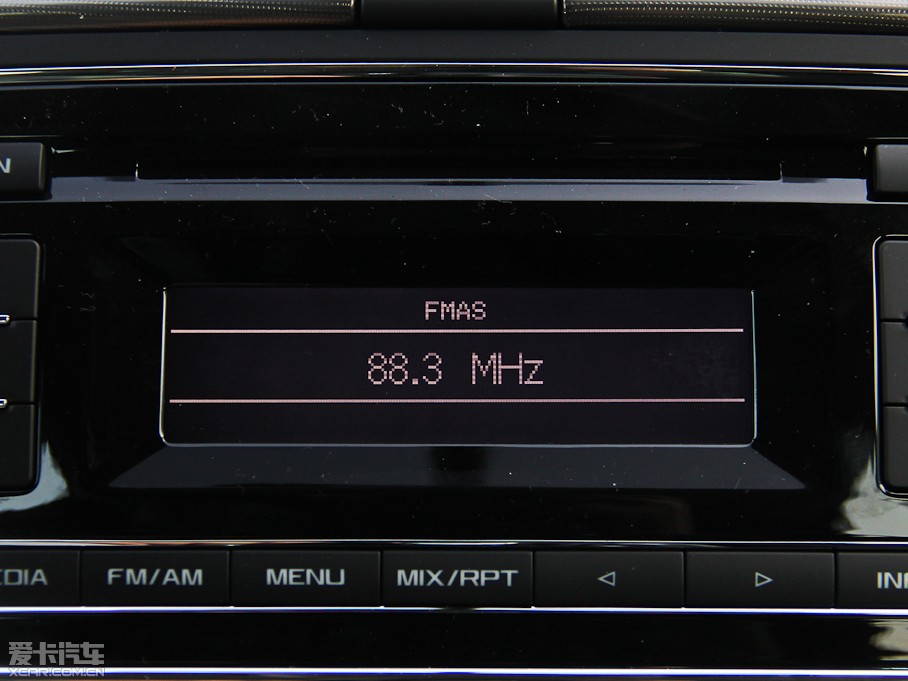 FMAS
88.3 MHz
FM/AM MENU MIX/RPT
爱卡汽车
XCAR.COM.CN